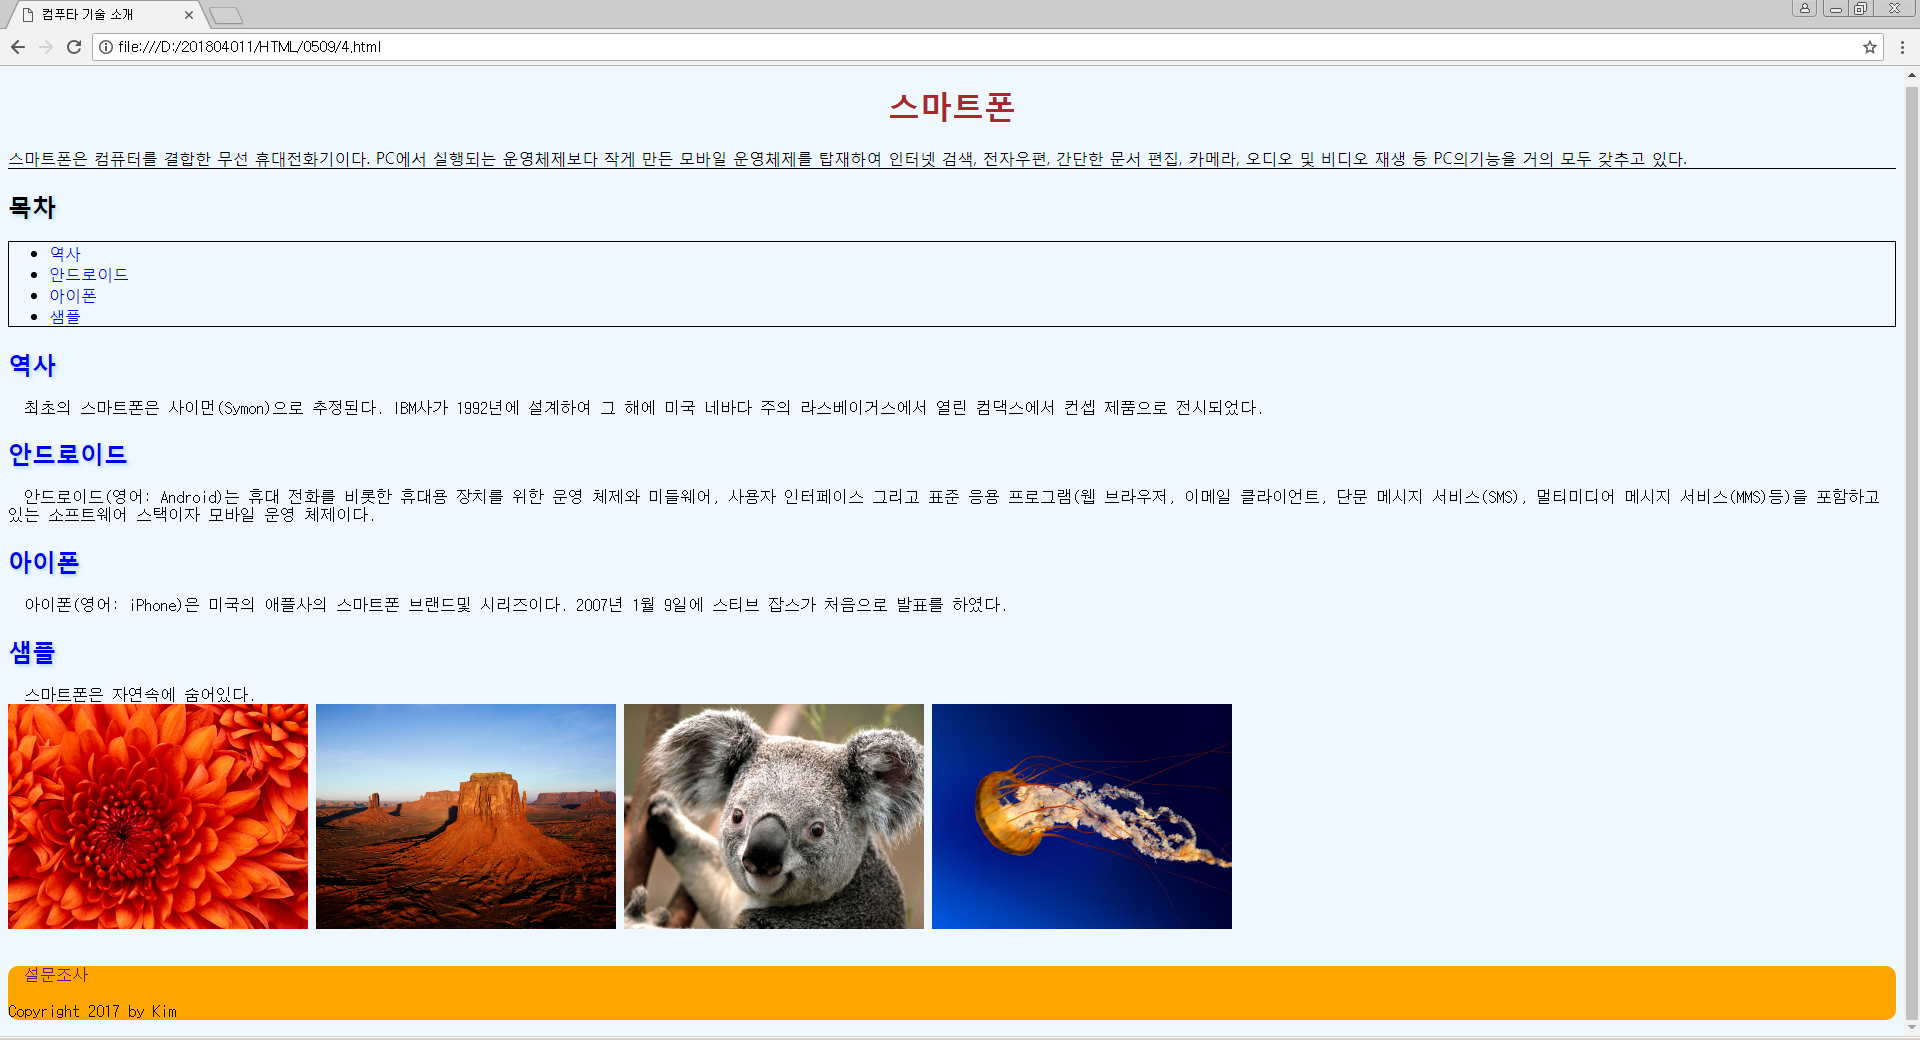 컴푸타 기술 소개
file:///D:/201804011/HTML/0509/4.html
스마트폰
스마트폰은 컴퓨터를 결합한 무선 휴대전화기이다. PC에서 실행되는 운영체제보다 작게 만든 모바일 운영체제를 탑재하여 인터넷 검색, 전자우편, 간단한 문서 편집, 카메라, 오디오 및 비디오 재생 등 PC의기능을 거의 모두 갖추고 있다.
목차
역사
안드로이드
아이폰
샘플
역사
최초의 스마트폰은 사이먼(Symon)으로 추정된다. IBM사가 1992년에 설계하여 그 해에 미국 네바다 주의 라스베이거스에서 열린 컴댁스에서 컨셉 제품으로 전시되었다.
안드로이드
안드로이드(영어: Android)는 휴대 전화를 비롯한 휴대용 장치를 위한 운영 체제와 미들웨어, 사용자 인터페이스 그리고 표준 응용 프로그램(웹 브라우저, 이메일 클라이언트, 단문 메시지 서비스(SMS), 멀티미디어 메시지 서비스(MMS)등)을 포함하고
있는 소프트웨어 스택이자 모바일 운영 체제이다.
아이폰
아이폰(영어: iPhone)은 미국의 애플사의 스마트폰 브랜드및 시리즈이다. 2007년 1월 9일에 스티브 잡스가 처음으로 발표를 하였다.
샘플
스마트폰은 자연속에 숨어있다.
설문조사
Copyright 2017 by Kim